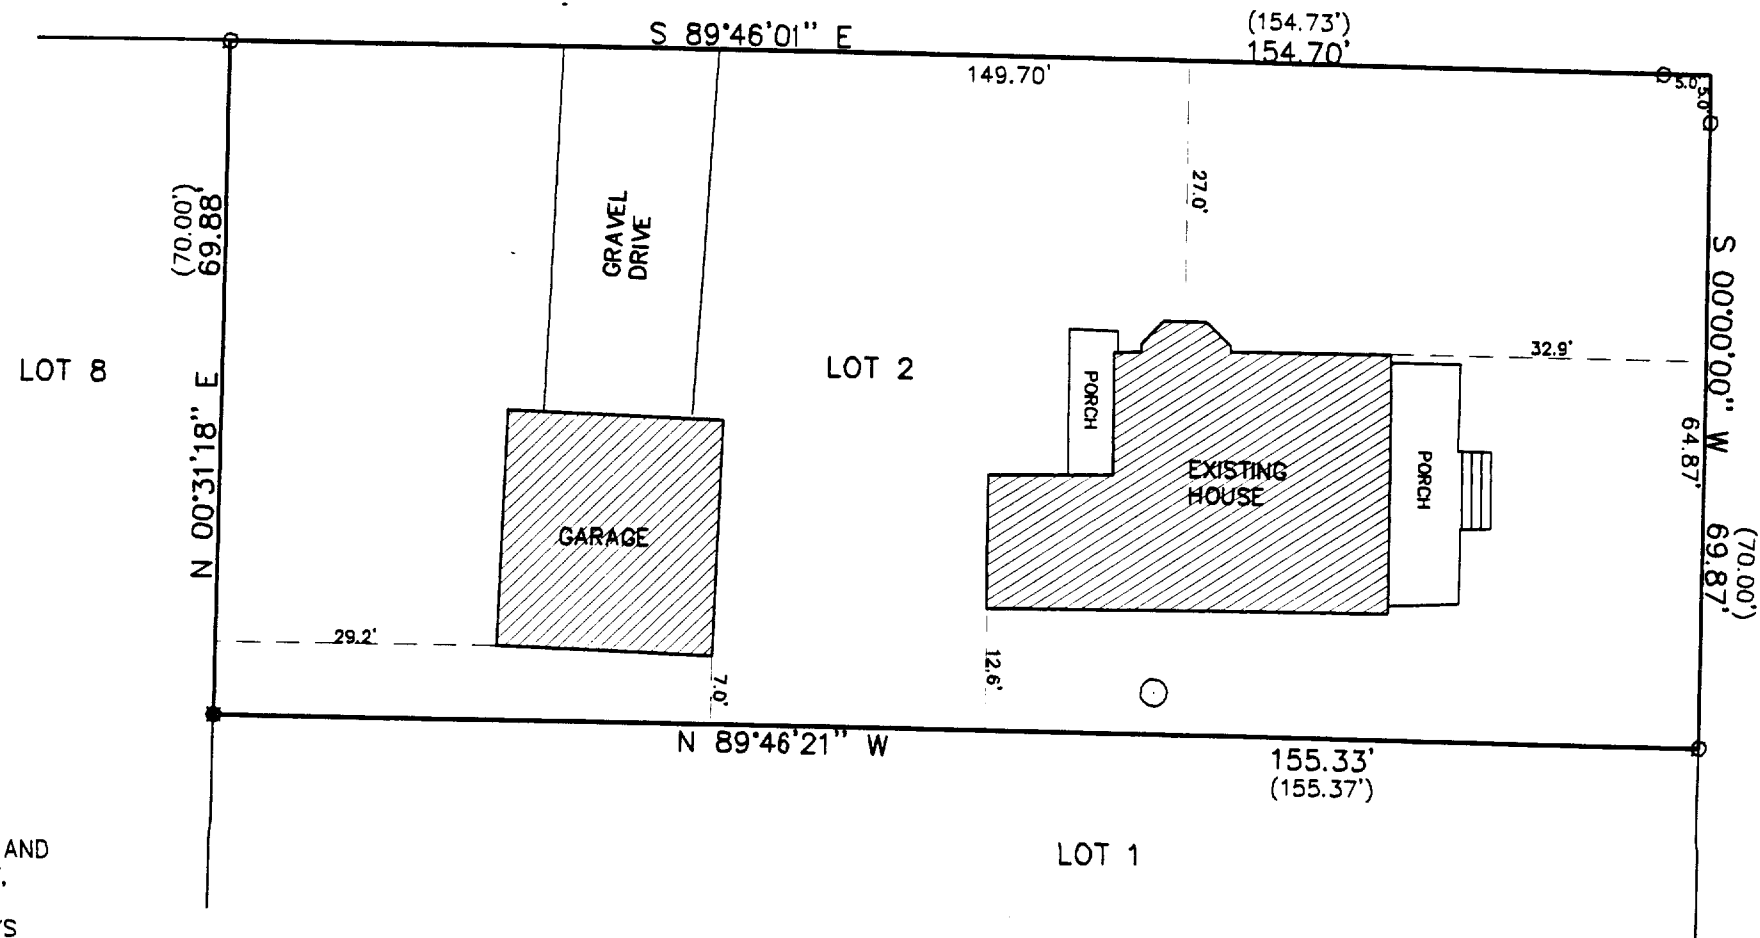 (154.73')
S 89°46'01" E
154.70'
149.70'
5.0'
5.0'
27.0'
(70.00')
69.88'
GRAVEL
DRIVE
S 00°00'00" W
LOT 8
LOT 2
32.9'
PORCH
N 00°31'18" E
64.87'
EXISTING
HOUSE
PORCH
GARAGE
(70.00')
69.87'
29.2'
7.0'
12.6'
N 89°46'21" W
155.33'
(155.37')
LOT 1
AND